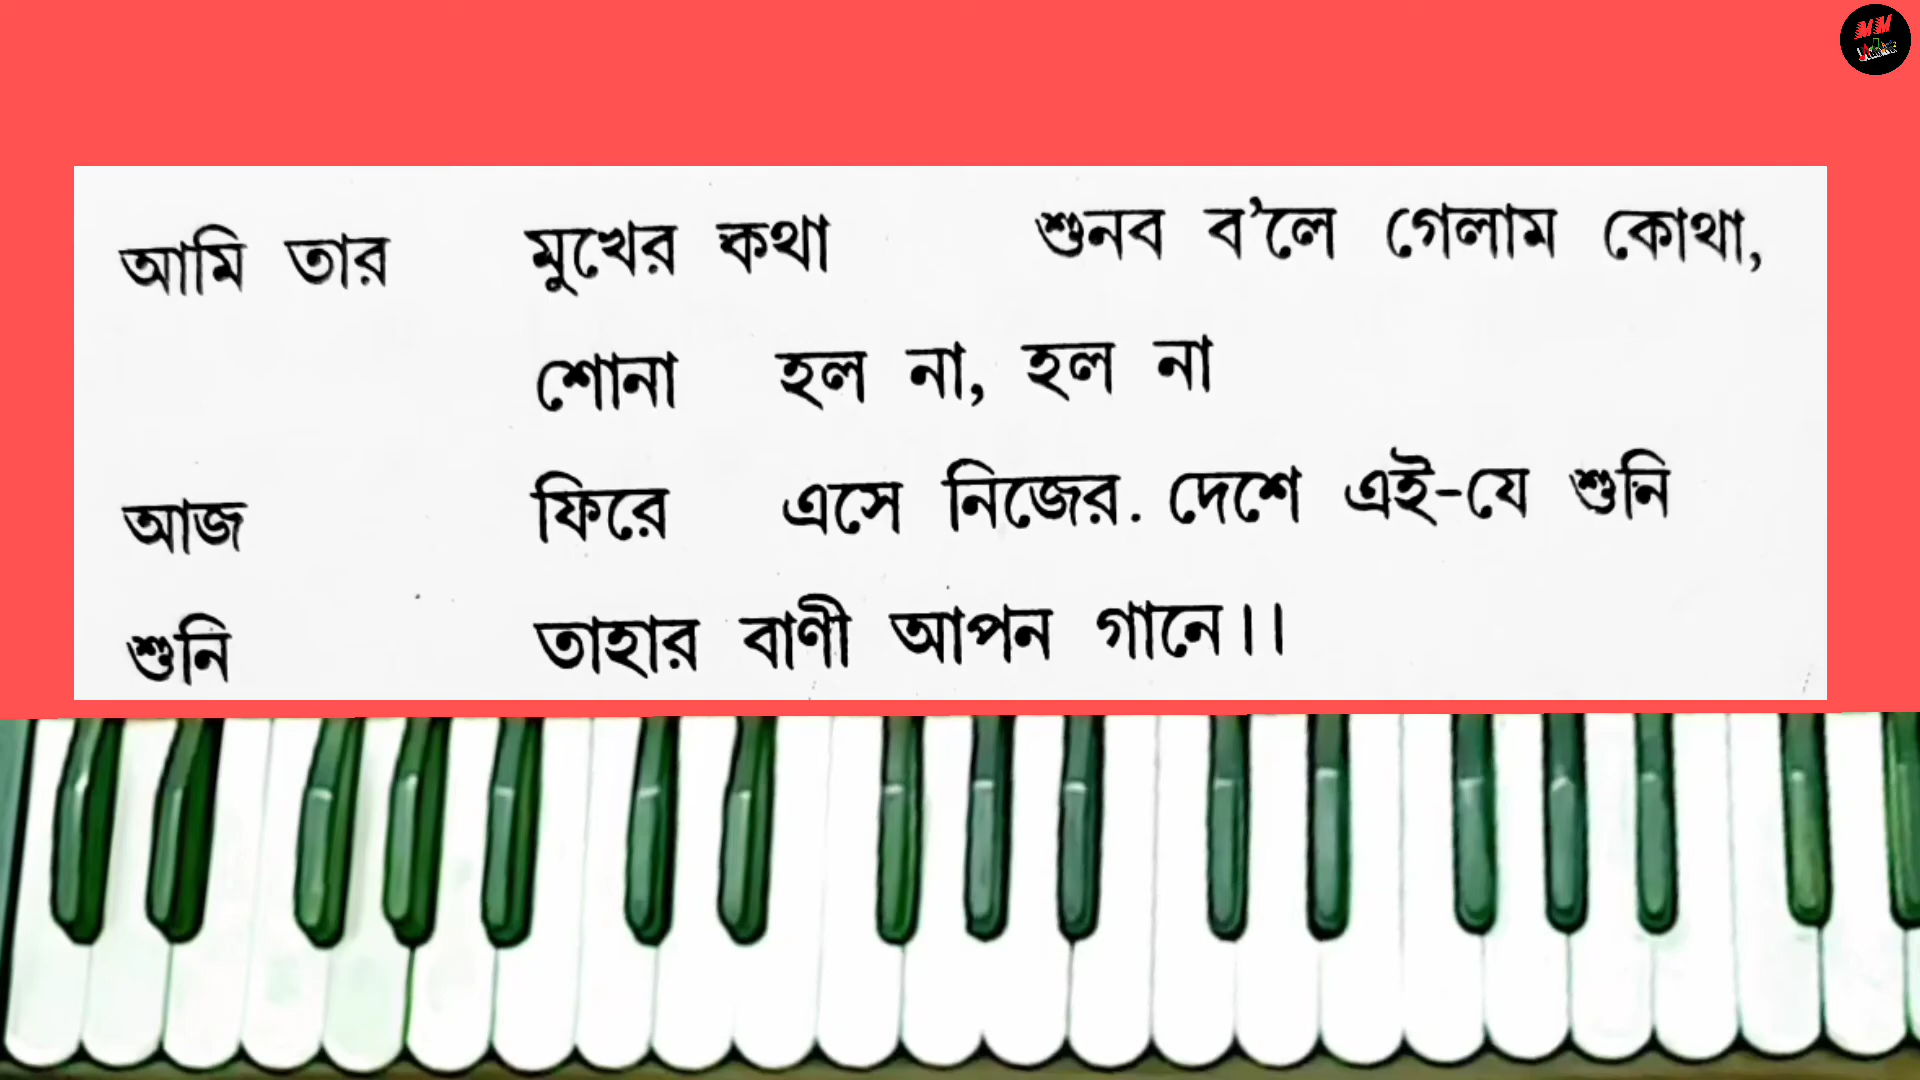 আমি তার মুখের কথা শুনব ব'লে গেলাম কোথা,
শোনা হল না, হল না
আজ ফিরে এসে নিজের. দেশে এই-যে শুনি
শুনি তাহার বাণী আপন গানে।।